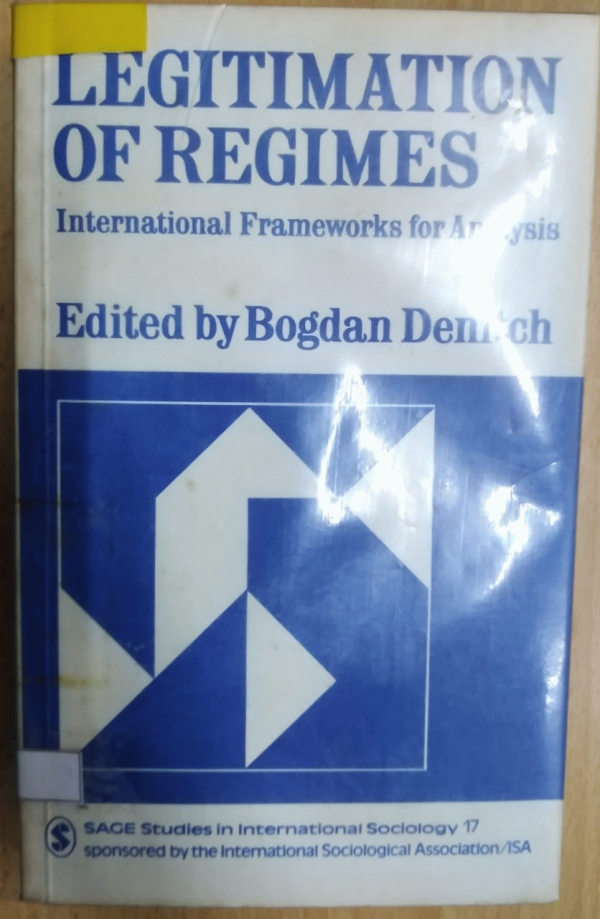 LEGITIMATION
OF REGIMES
International Frameworks for
Edited by Bogdan
S
SAGE Studies in International Sociology 17
sponsored by the International Sociological Association/ISA